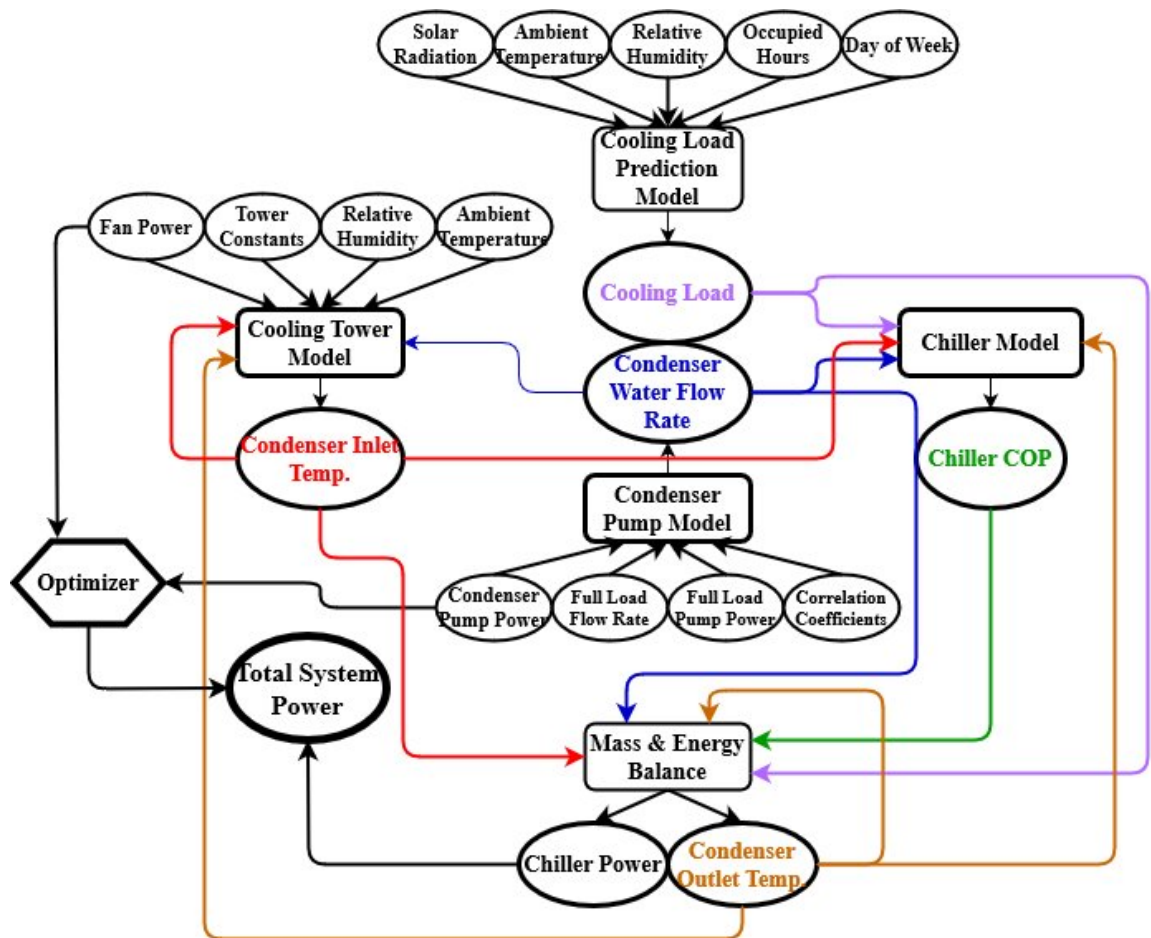 Solar
Radiation
Ambient
Temperature
Relative
Humidity
Occupied
Hours
Day of Week
Cooling Load
Prediction
Model
Fan Power
Tower
Constants
Relative
Humidity
Ambient
Temperature
Cooling Load
Cooling Tower
Model
Condenser
Water Flow
Rate
Chiller Model
Condenser Inlet
Temp.
Chiller COP
Condenser
Pump Model
Optimizer
Condenser
Pump Power
Full Load
Flow Rate
Full Load
Pump Power
Correlation
Coefficients
Total System
Power
Mass & Energy
Balance
Chiller Power
Condenser
Outlet Temp.